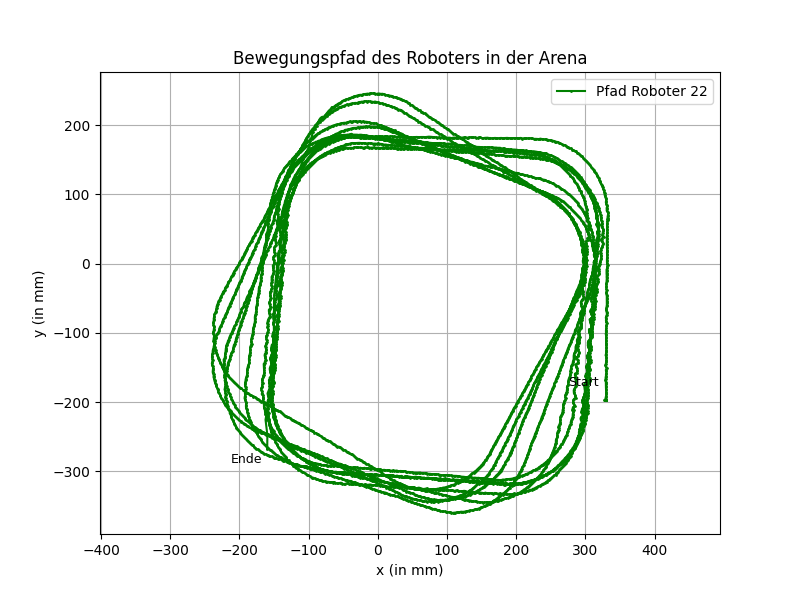 Bewegungspfad des Roboters in der Arena
Pfad Roboter 22
200
100
0
−100
−200
−300
y (in mm)
Start
Ende
−400 −300 −200 −100 0 100 200 300 400
x (in mm)